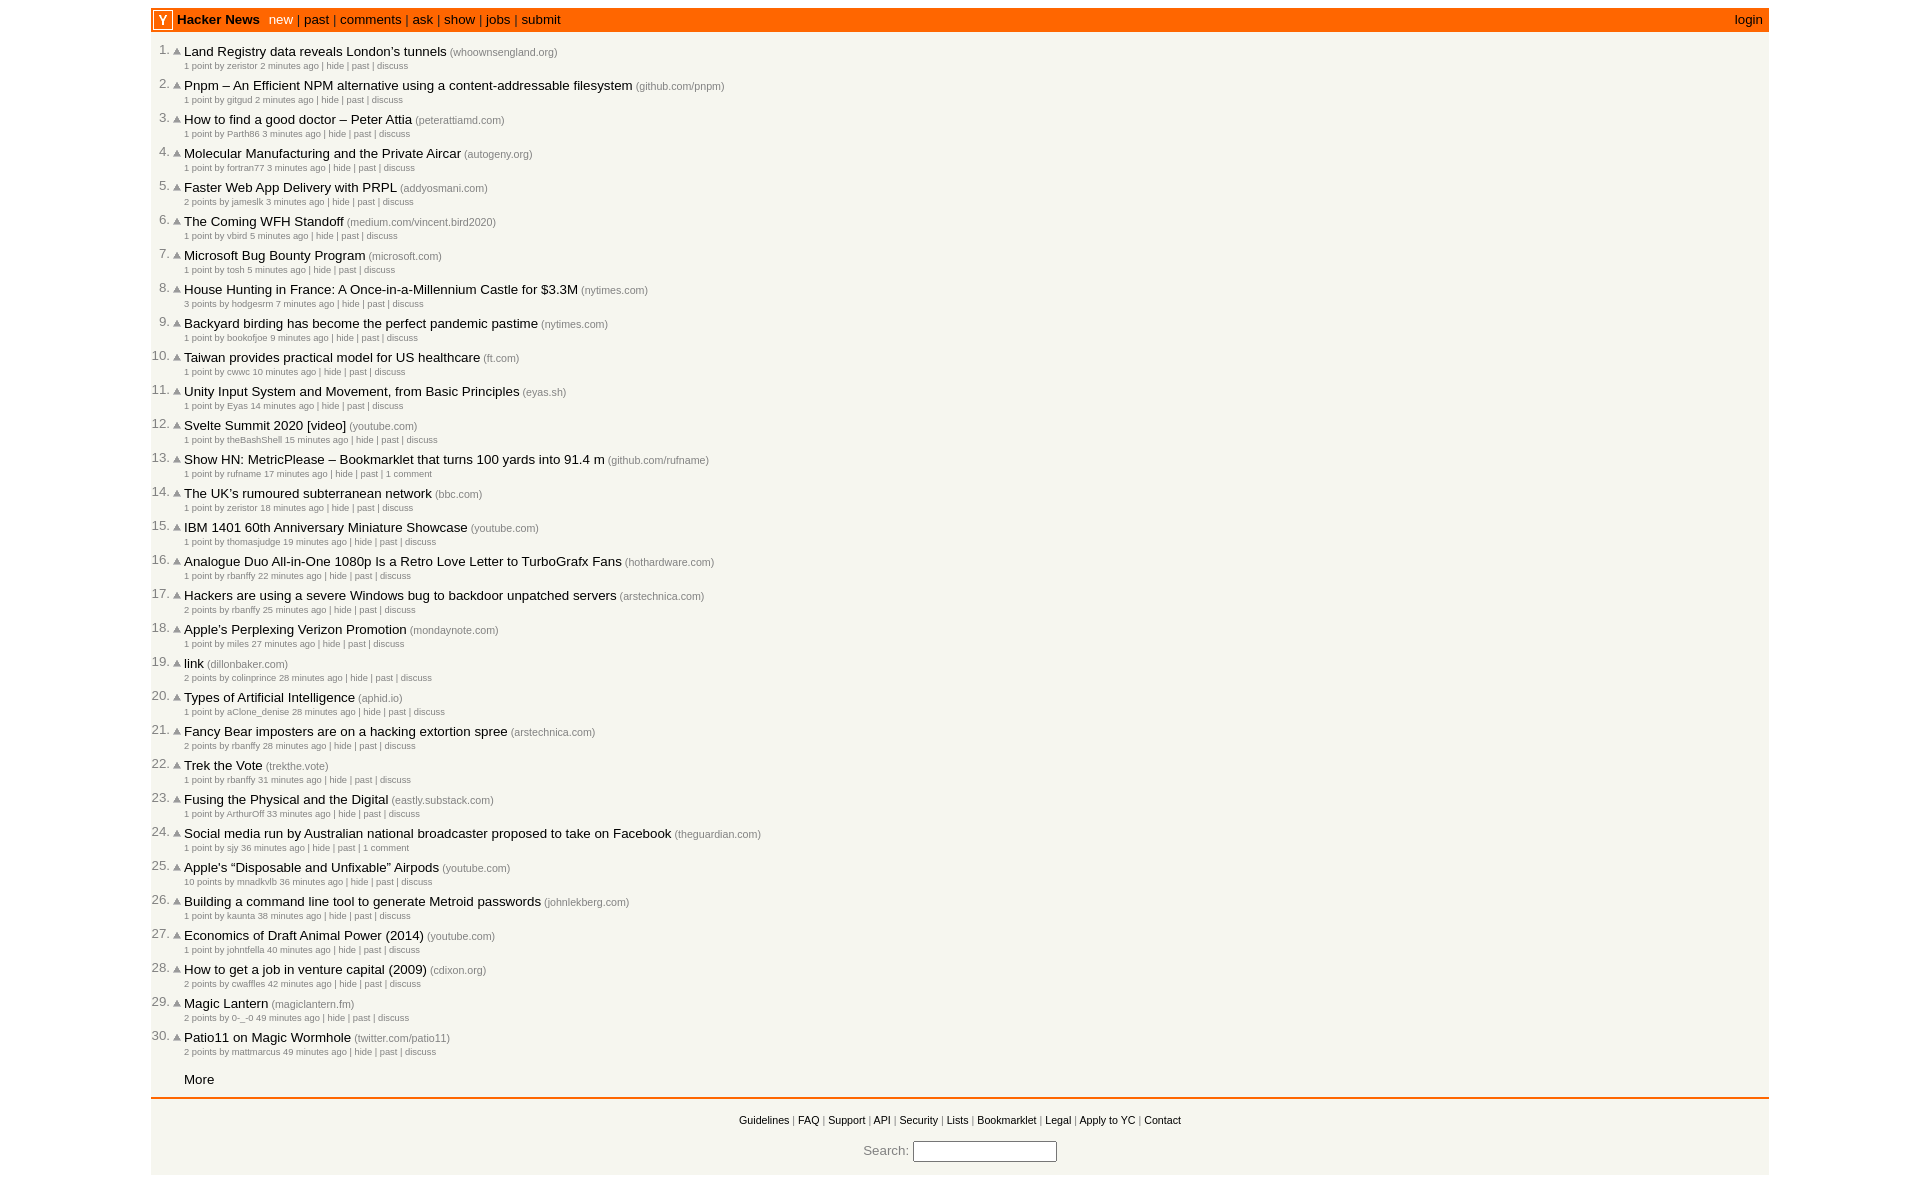 Y Hacker News new | past | comments | ask | show | jobs | submit login
1. Land Registry data reveals London’s tunnels (whoownsengland.org)
1 point by zeristor 2 minutes ago | hide | past | discuss
2. Pnpm – An Efficient NPM alternative using a content-addressable filesystem (github.com/pnpm)
1 point by gitgud 2 minutes ago | hide | past | discuss
3. How to find a good doctor – Peter Attia (peterattiamd.com)
1 point by Parth86 3 minutes ago | hide | past | discuss
4. Molecular Manufacturing and the Private Aircar (autogeny.org)
1 point by fortran77 3 minutes ago | hide | past | discuss
5. Faster Web App Delivery with PRPL (addyosmani.com)
2 points by jameslk 3 minutes ago | hide | past | discuss
6. The Coming WFH Standoff (medium.com/vincent.bird2020)
1 point by vbird 5 minutes ago | hide | past | discuss
7. Microsoft Bug Bounty Program (microsoft.com)
1 point by tosh 5 minutes ago | hide | past | discuss
8. House Hunting in France: A Once-in-a-Millennium Castle for $3.3M (nytimes.com)
3 points by hodgesrm 7 minutes ago | hide | past | discuss
9. Backyard birding has become the perfect pandemic pastime (nytimes.com)
1 point by bookofjoe 9 minutes ago | hide | past | discuss
10. Taiwan provides practical model for US healthcare (ft.com)
1 point by cwwc 10 minutes ago | hide | past | discuss
11. Unity Input System and Movement, from Basic Principles (eyas.sh)
1 point by Eyas 14 minutes ago | hide | past | discuss
12. Svelte Summit 2020 [video] (youtube.com)
1 point by theBashShell 15 minutes ago | hide | past | discuss
13. Show HN: MetricPlease – Bookmarklet that turns 100 yards into 91.4 m (github.com/rufname)
1 point by rufname 17 minutes ago | hide | past | 1 comment
14. The UK’s rumoured subterranean network (bbc.com)
1 point by zeristor 18 minutes ago | hide | past | discuss
15. IBM 1401 60th Anniversary Miniature Showcase (youtube.com)
1 point by thomasjudge 19 minutes ago | hide | past | discuss
16. Analogue Duo All-in-One 1080p Is a Retro Love Letter to TurboGrafx Fans (hothardware.com)
1 point by rbanffy 22 minutes ago | hide | past | discuss
17. Hackers are using a severe Windows bug to backdoor unpatched servers (arstechnica.com)
2 points by rbanffy 25 minutes ago | hide | past | discuss
18. Apple’s Perplexing Verizon Promotion (mondaynote.com)
1 point by miles 27 minutes ago | hide | past | discuss
19. link (dillonbaker.com)
2 points by colinprince 28 minutes ago | hide | past | discuss
20. Types of Artificial Intelligence (aphid.io)
1 point by aClone_denise 28 minutes ago | hide | past | discuss
21. Fancy Bear imposters are on a hacking extortion spree (arstechnica.com)
2 points by rbanffy 28 minutes ago | hide | past | discuss
22. Trek the Vote (trekthe.vote)
1 point by rbanffy 31 minutes ago | hide | past | discuss
23. Fusing the Physical and the Digital (eastly.substack.com)
1 point by ArthurOff 33 minutes ago | hide | past | discuss
24. Social media run by Australian national broadcaster proposed to take on Facebook (theguardian.com)
1 point by sjy 36 minutes ago | hide | past | 1 comment
25. Apple's “Disposable and Unfixable” Airpods (youtube.com)
10 points by mnadkvlb 36 minutes ago | hide | past | discuss
26. Building a command line tool to generate Metroid passwords (johnlekberg.com)
1 point by kaunta 38 minutes ago | hide | past | discuss
27. Economics of Draft Animal Power (2014) (youtube.com)
1 point by johntfella 40 minutes ago | hide | past | discuss
28. How to get a job in venture capital (2009) (cdixon.org)
2 points by cwaffles 42 minutes ago | hide | past | discuss
29. Magic Lantern (magiclantern.fm)
2 points by 0-_-0 49 minutes ago | hide | past | discuss
30. Patio11 on Magic Wormhole (twitter.com/patio11)
2 points by mattmarcus 49 minutes ago | hide | past | discuss
More
Guidelines | FAQ | Support | API | Security | Lists | Bookmarklet | Legal | Apply to YC | Contact
Search: